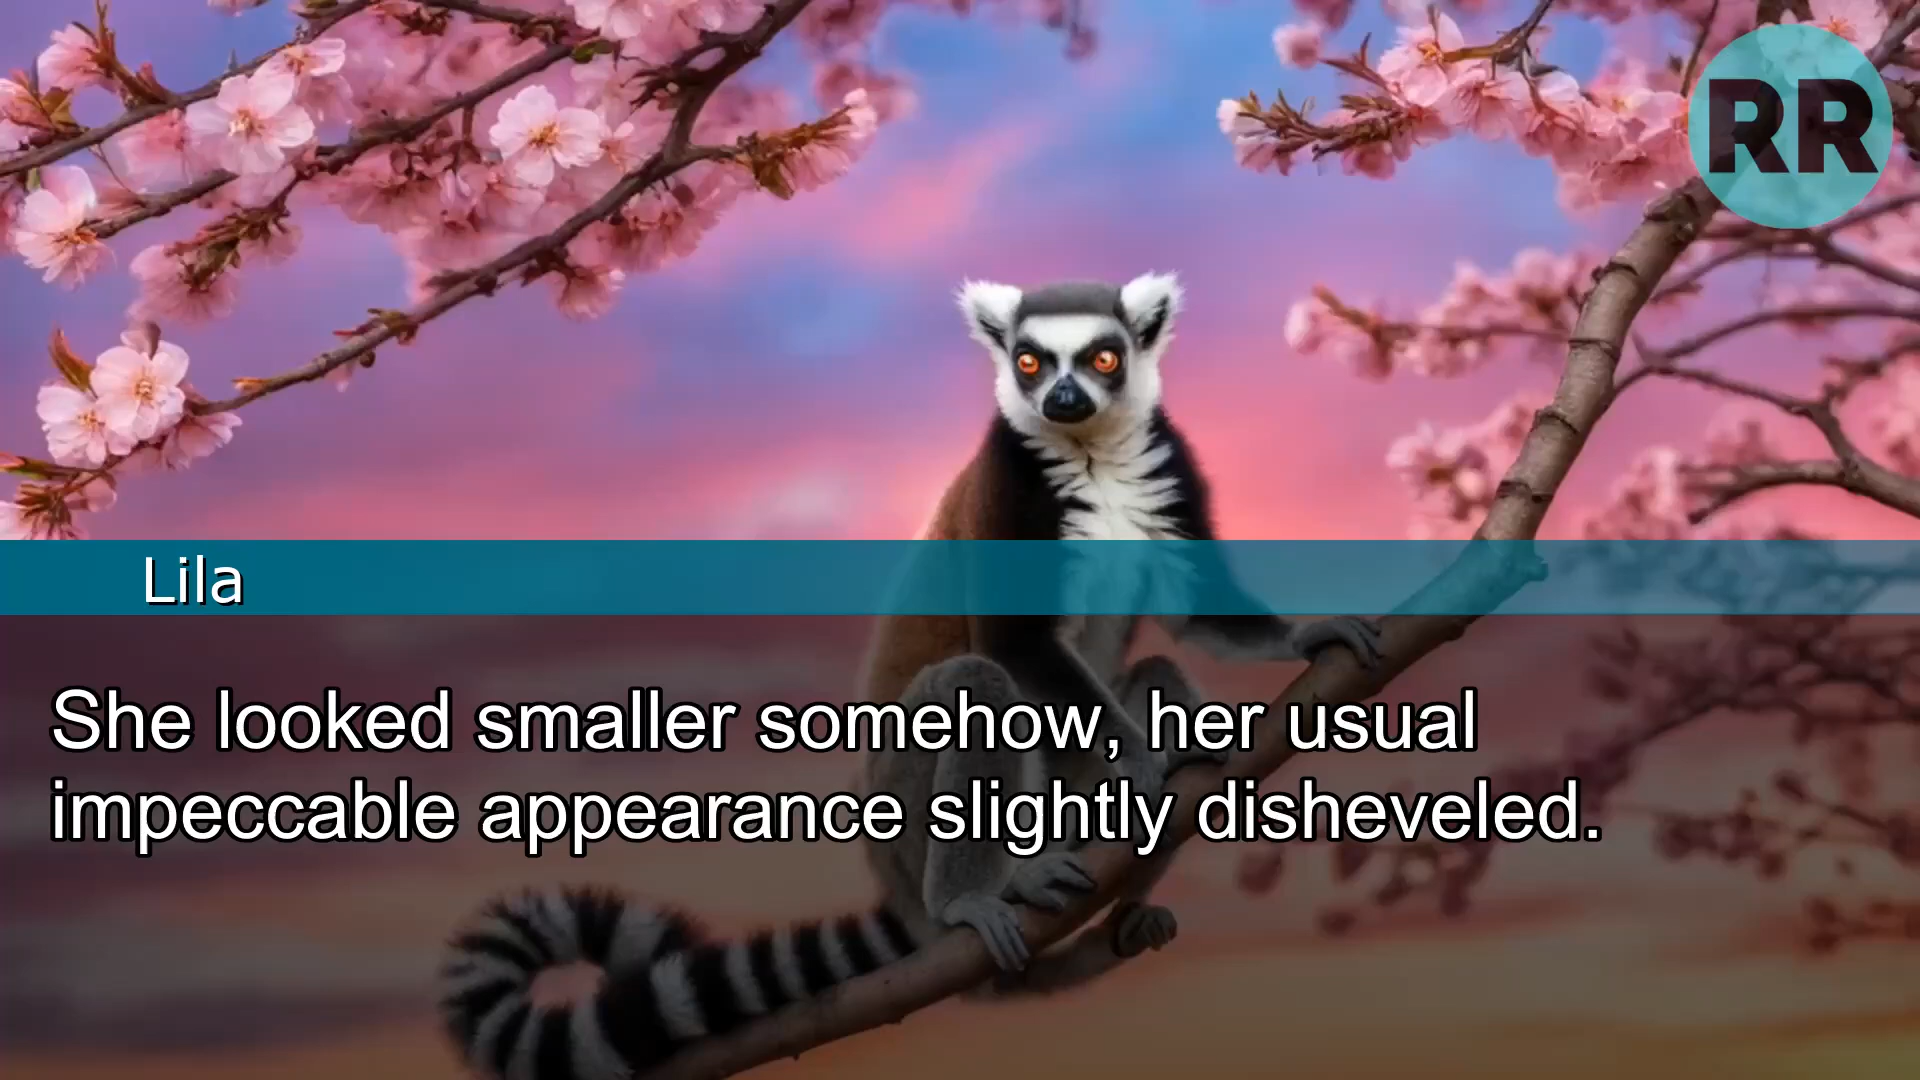 RR
Lila
She looked smaller somehow, her usual
impeccable appearance slightly disheveled.